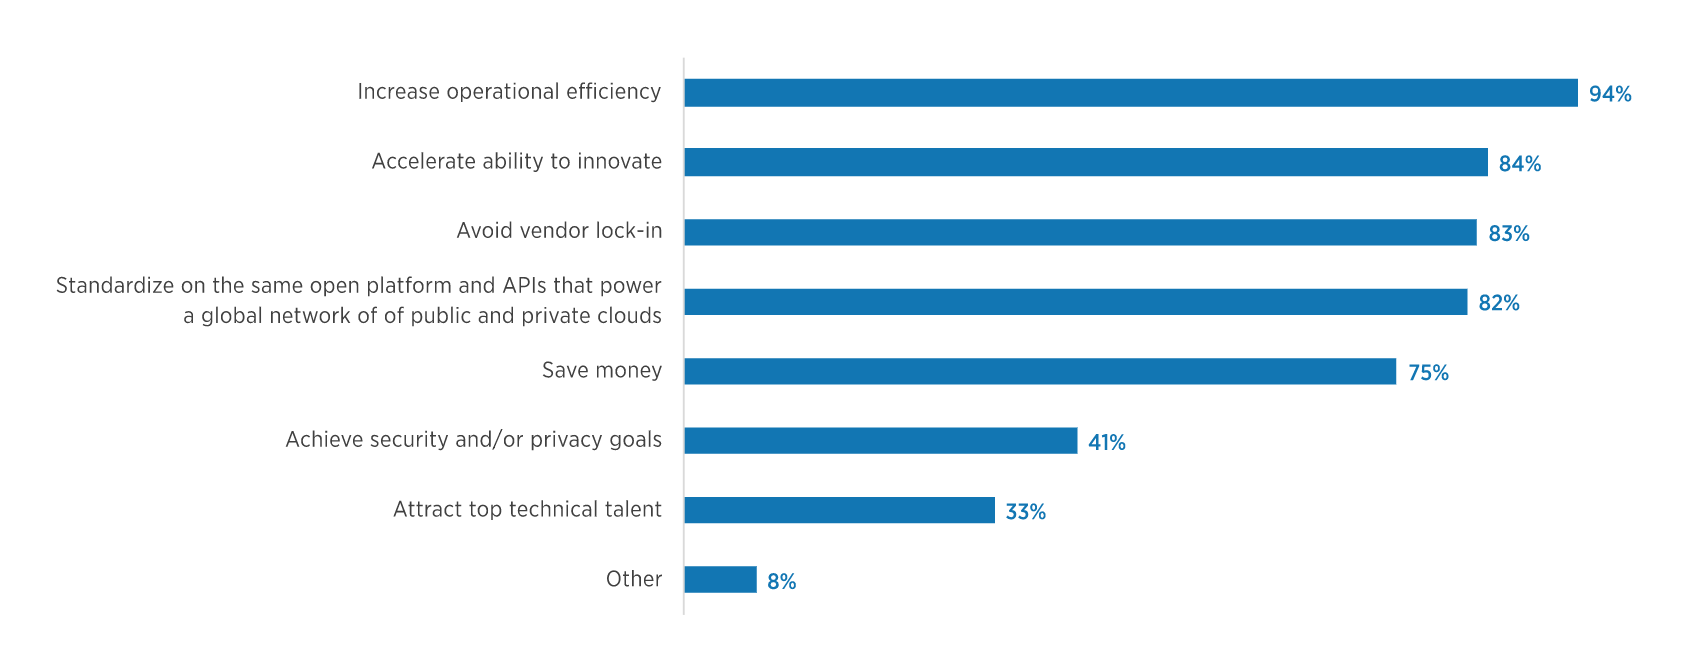 Increase operational efficiency 94%
Accelerate ability to innovate 84%
Avoid vendor lock-in 83%
Standardize on the same open platform and APIs that power
a global network of of public and private clouds 82%
Save money 75%
Achieve security and/or privacy goals 41%
Attract top technical talent 33%
Other 8%